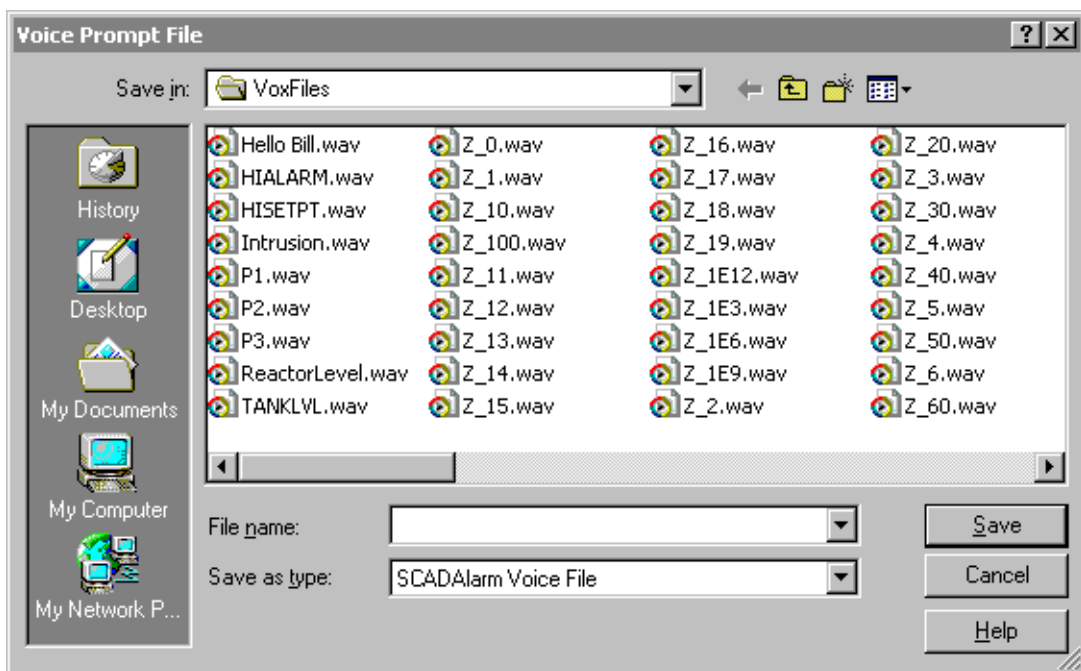 Voice Prompt File
Save in: VoxFiles
History
Desktop
My Documents
My Computer
My Network P...
Hello Bill.wav Z_0.wav Z_16.wav Z_20.wav
HIALARM.wav Z_1.wav Z_17.wav Z_3.wav
HISETPT.wav Z_10.wav Z_18.wav Z_30.wav
Intrusion.wav Z_100.wav Z_19.wav Z_4.wav
P1.wav Z_11.wav Z_1E12.wav Z_40.wav
P2.wav Z_12.wav Z_1E3.wav Z_5.wav
P3.wav Z_13.wav Z_1E6.wav Z_50.wav
ReactorLevel.wav Z_14.wav Z_1E9.wav Z_6.wav
TANKLVL.wav Z_15.wav Z_2.wav Z_60.wav
File name: Save
Save as type: SCADAlarm Voice File Cancel
Help